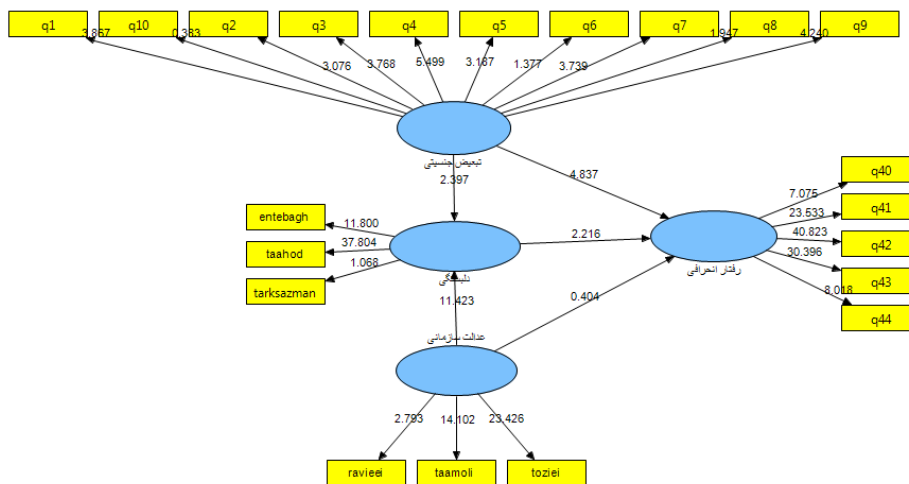 q1 q10 q2 q3 q4 q5 q6 q7 q8 q9
3.867 0.383 1.947 4.240
3.076 3.768 5.499 3.187 1.377 3.739
تبعیض جنسیتی
2.397 4.837
q40
7.075
q41
entebagh 11.800 23.533
taahod 37.804 2.216 40.823 q42
tarksazman 1.068 30.396
دلبستگی رفتار انحرافی
q43
11.423 0.404 8.018
q44
عدالت سازمانی
2.793 14.102 23.426
ravieei taamoli toziei